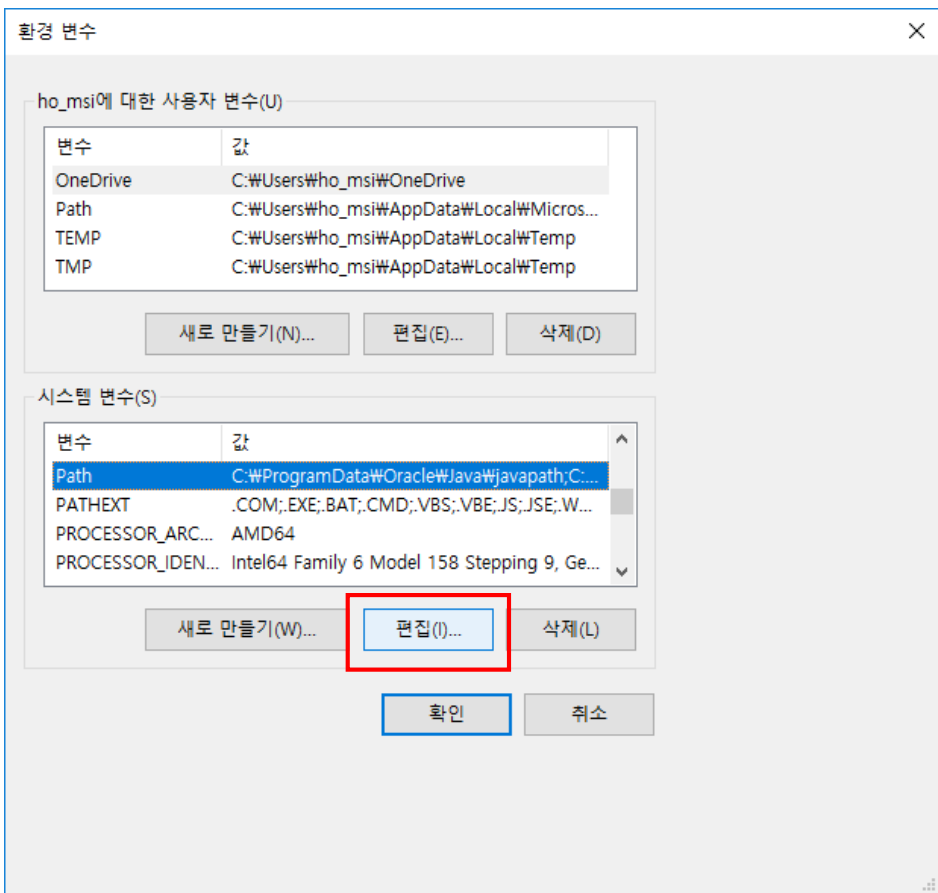 환경 변수
ho_msi에 대한 사용자 변수(U)
변수 값
OneDrive C:₩Users₩ho_msi₩OneDrive
Path C:₩Users₩ho_msi₩AppData₩Local₩Micros...
TEMP C:₩Users₩ho_msi₩AppData₩Local₩Temp
TMP C:₩Users₩ho_msi₩AppData₩Local₩Temp
새로 만들기(N)... 편집(E)... 삭제(D)
시스템 변수(S)
변수 값
Path C:₩ProgramData₩Oracle₩Java₩javapath;C:...
PATHEXT .COM;.EXE;.BAT;.CMD;.VBS;.VBE;.JS;.JSE;.W...
PROCESSOR_ARC... AMD64
PROCESSOR_IDEN... Intel64 Family 6 Model 158 Stepping 9, Ge...
새로 만들기(W)... 편집(I)... 삭제(L)
확인 취소